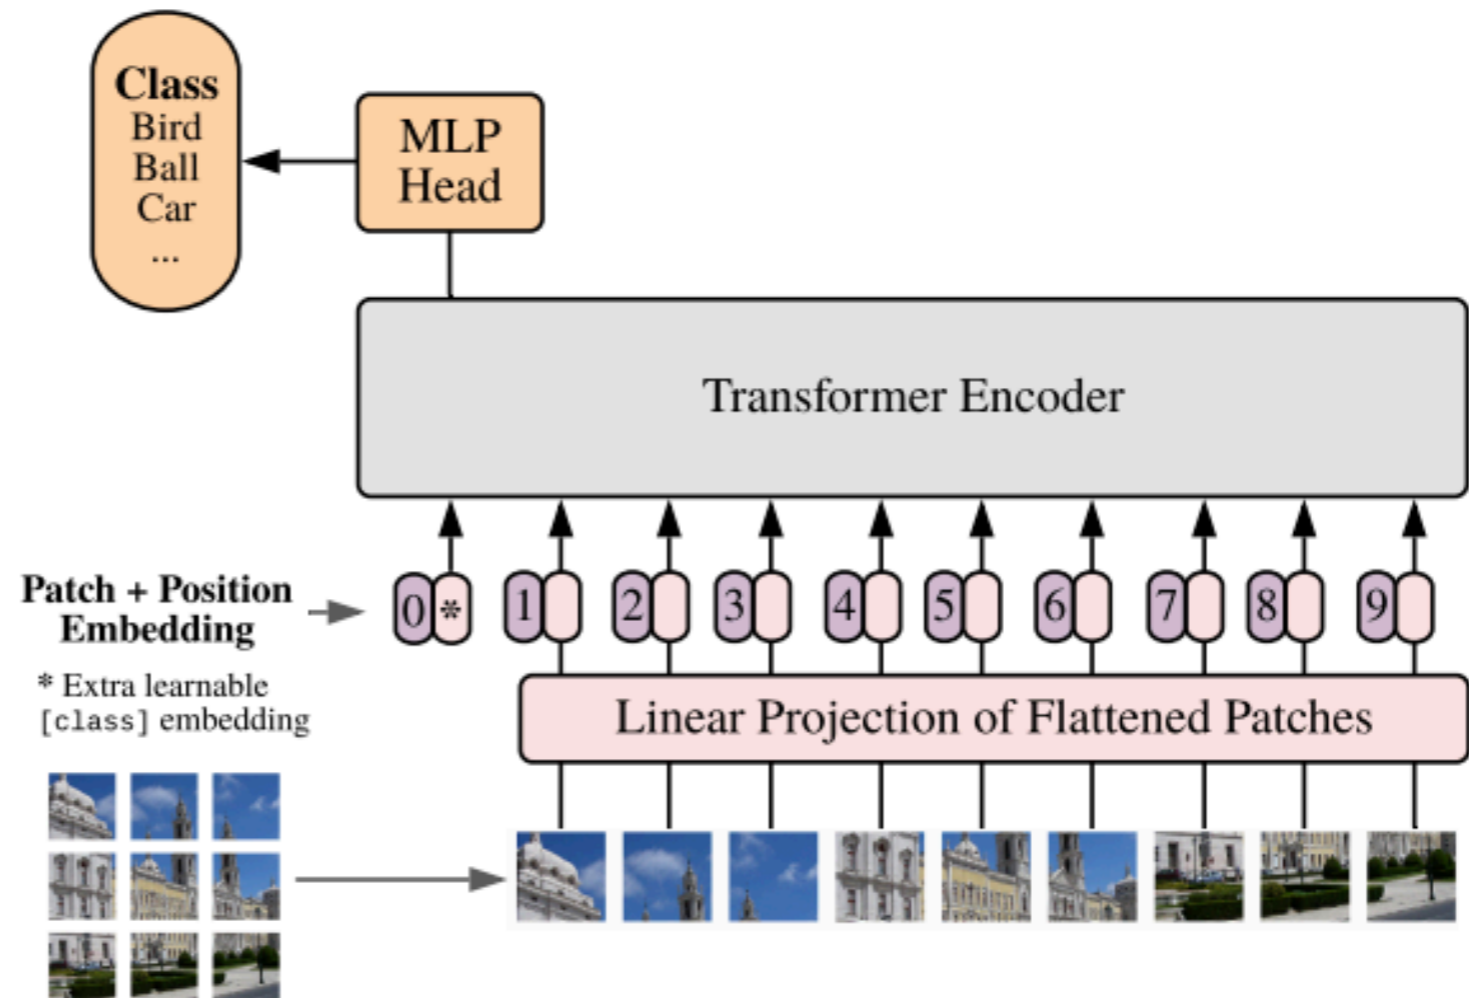 Class
Bird
Ball
Car
...
MLP
Head
Transformer Encoder
Patch + Position
Embedding
0 * 1 2 3 4 5 6 7 8 9
* Extra learnable
[class] embedding
Linear Projection of Flattened Patches